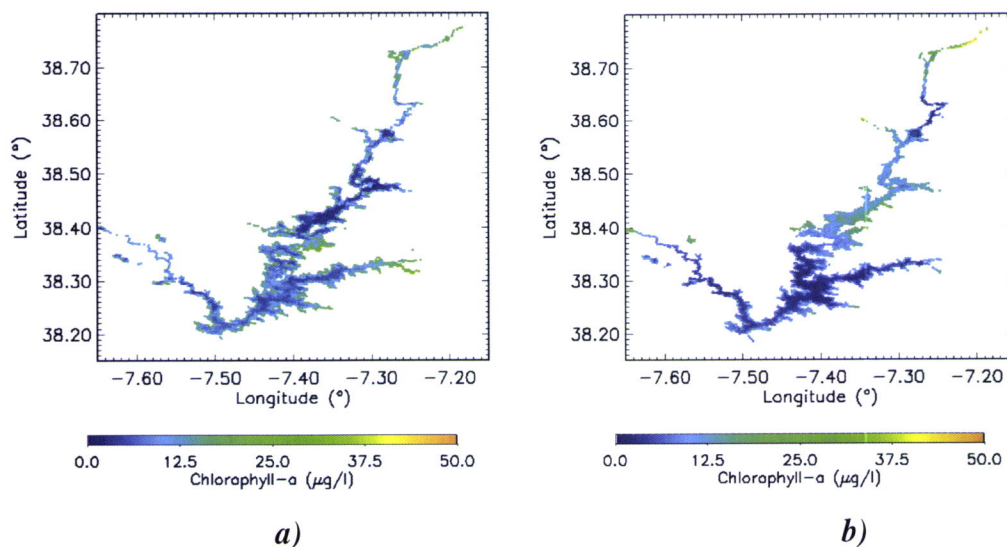 Latitude (°)
38.70
38.60
38.50
38.40
38.30
38.20
−7.60 −7.50 −7.40 −7.30 −7.20
Longitude (°)
0.0 12.5 25.0 37.5 50.0
Chlorophyll−a (μg/l)
a)
Latitude (°)
38.70
38.60
38.50
38.40
38.30
38.20
−7.60 −7.50 −7.40 −7.30 −7.20
Longitude (°)
0.0 12.5 25.0 37.5 50.0
Chlorophyll−a (μg/l)
b)